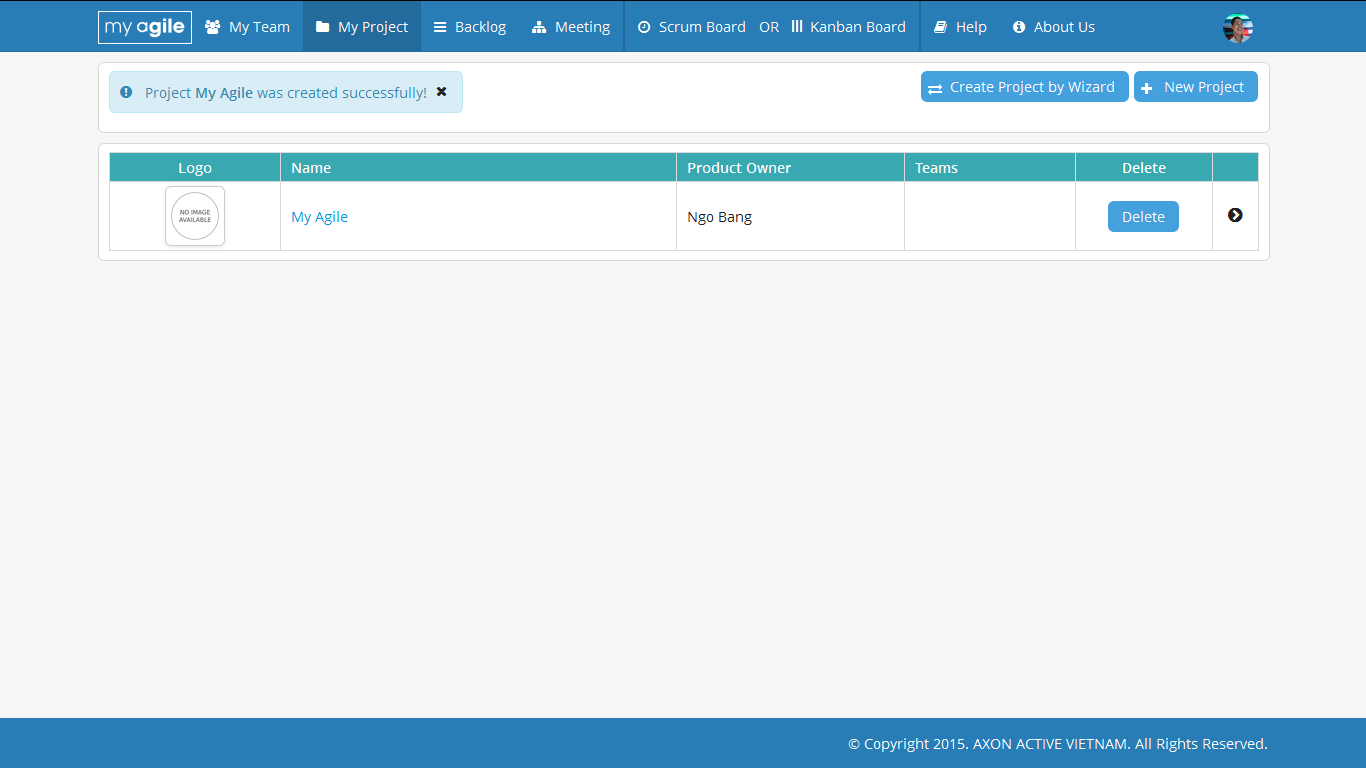 my agile My Team My Project Backlog Meeting Scrum Board OR Kanban Board Help About Us
Project My Agile was created successfully! Create Project by Wizard New Project
Logo Name Product Owner Teams Delete
NO IMAGE
AVAILABLE
My Agile Ngo Bang Delete
© Copyright 2015. AXON ACTIVE VIETNAM. All Rights Reserved.